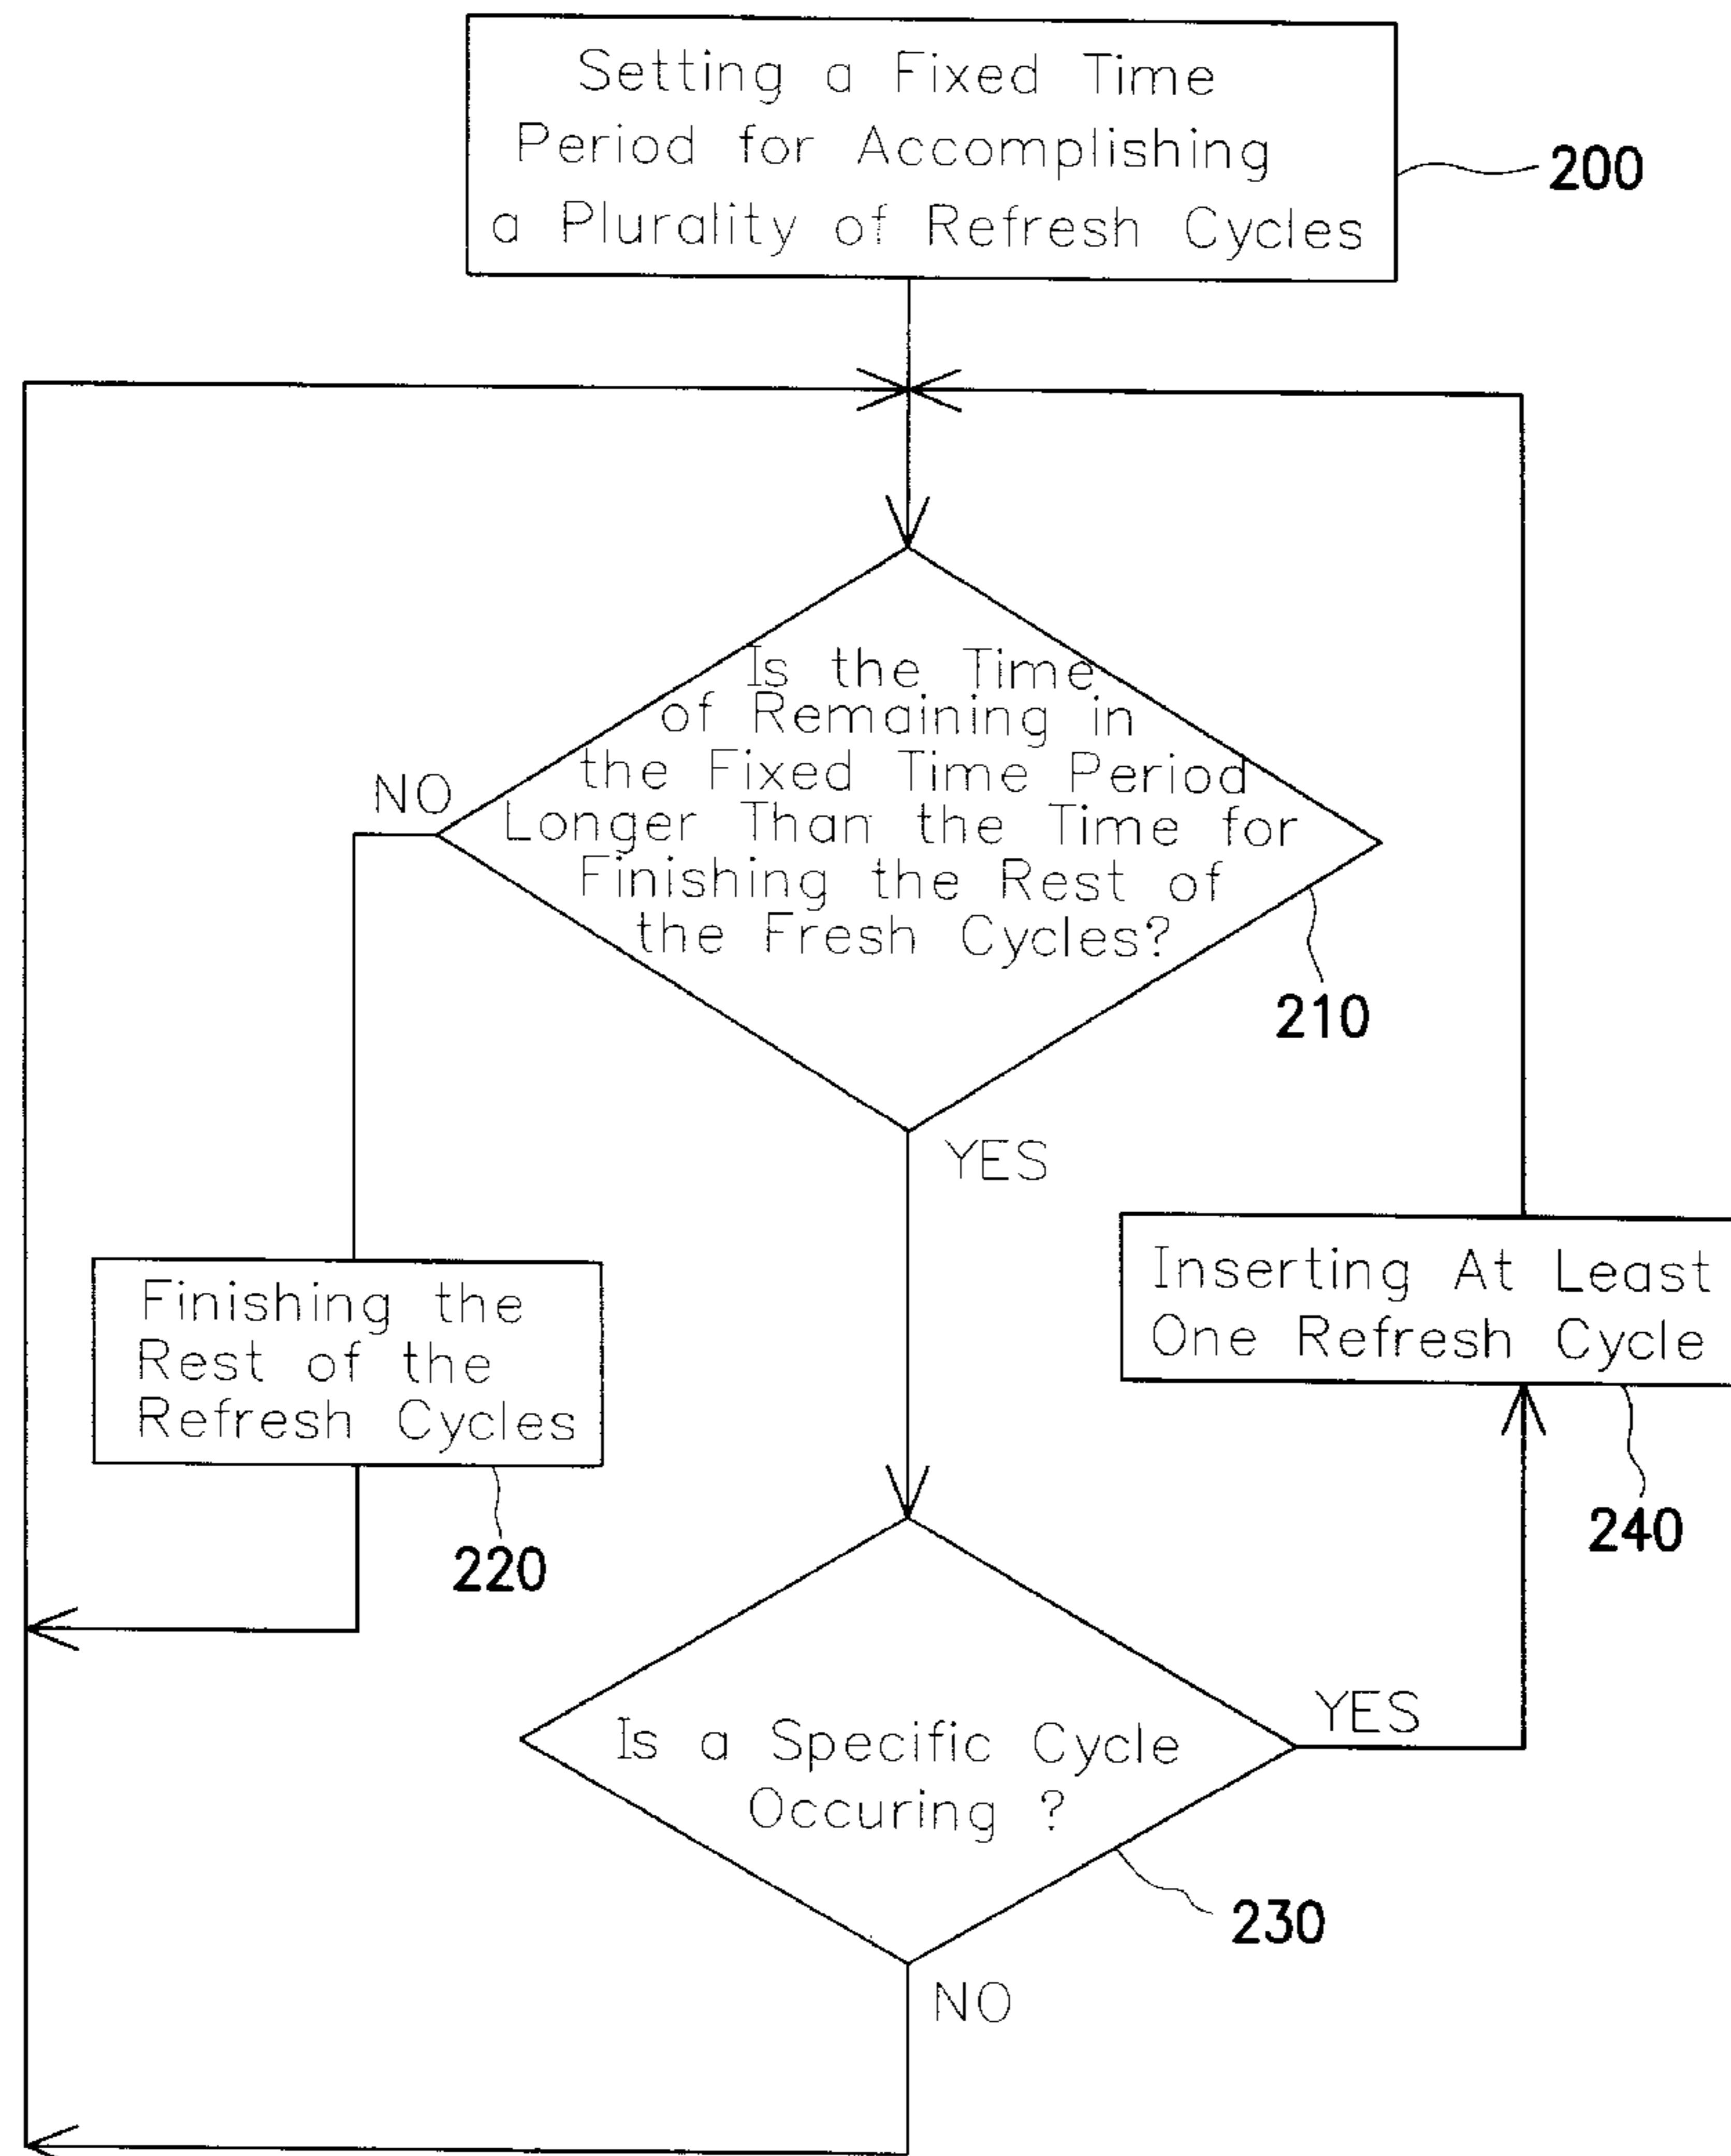 Setting a Fixed Time
Period for Accomplishing
a Plurality of Refresh Cycles
200
Is the Time
of Remaining in
the Fixed Time Period
Longer Than the Time for
Finishing the Rest of
the Fresh Cycles?
NO
210
YES
Inserting At Least
One Refresh Cycle
240
Finishing the
Rest of the
Refresh Cycles
220
Is a Specific Cycle
Occuring ?
YES
230
NO